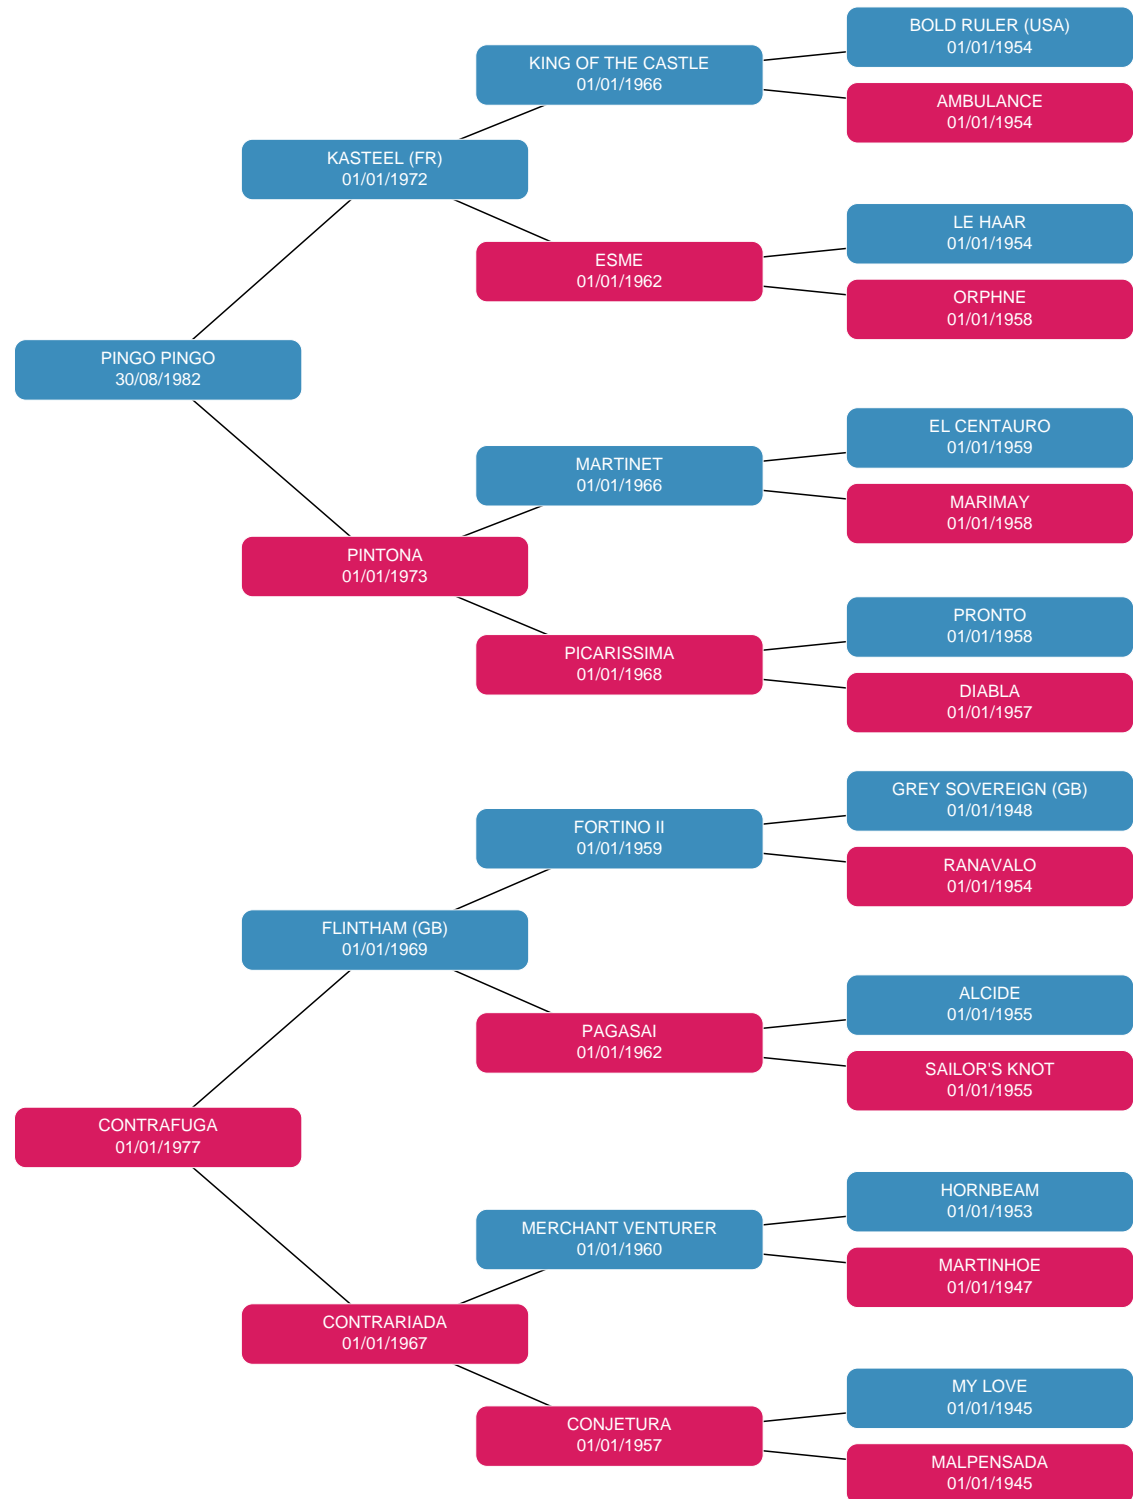 BOLD RULER (USA)
01/01/1954
KING OF THE CASTLE
01/01/1966
AMBULANCE
01/01/1954
KASTEEL (FR)
01/01/1972
LE HAAR
01/01/1954
ESME
01/01/1962
ORPHNE
01/01/1958
PINGO PINGO
30/08/1982
EL CENTAURO
01/01/1959
MARTINET
01/01/1966
MARIMAY
01/01/1958
PINTONA
01/01/1973
PRONTO
01/01/1958
PICARISSIMA
01/01/1968
DIABLA
01/01/1957
GREY SOVEREIGN (GB)
01/01/1948
FORTINO II
01/01/1959
RANAVALO
01/01/1954
FLINTHAM (GB)
01/01/1969
ALCIDE
01/01/1955
PAGASAI
01/01/1962
SAILOR'S KNOT
01/01/1955
CONTRAFUGA
01/01/1977
HORNBEAM
01/01/1953
MERCHANT VENTURER
01/01/1960
MARTINHOE
01/01/1947
CONTRARIADA
01/01/1967
MY LOVE
01/01/1945
CONJETURA
01/01/1957
MALPENSADA
01/01/1945